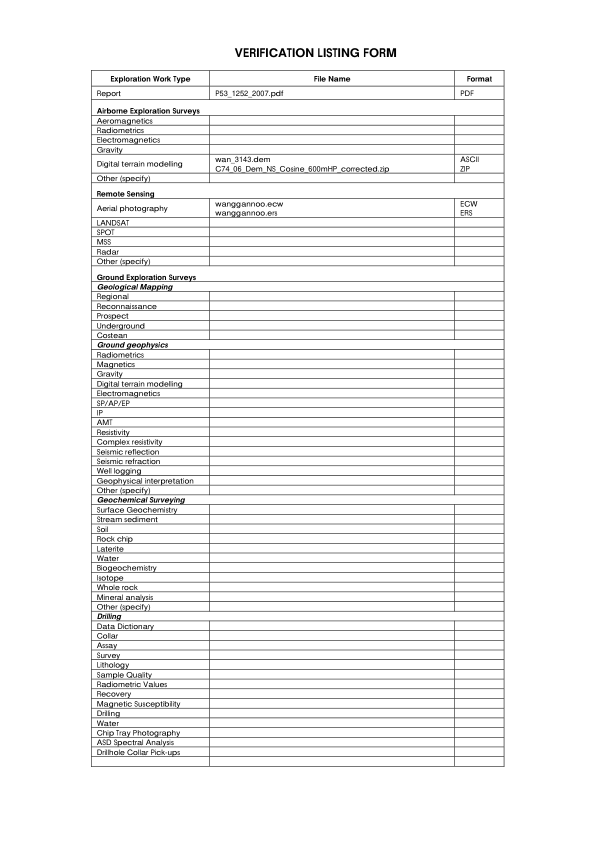 VERIFICATION LISTING FORM
Exploration Work Type File Name Format
Report P53_1252_2007.pdf PDF
Airborne Exploration Surveys
Aeromagnetics
Radiometrics
Electromagnetics
Gravity
Digital terrain modelling wan_3143.dem ASCII
C74_06_Dem_NS_Cosine_600mHP_corrected.zip ZIP
Other (specify)
Remote Sensing
Aerial photography wanggannoo.ecw ECW
wanggannoo.ers ERS
LANDSAT
SPOT
MSS
Radar
Other (specify)
Ground Exploration Surveys
Geological Mapping
Regional
Reconnaissance
Prospect
Underground
Costean
Ground geophysics
Radiometrics
Magnetics
Gravity
Digital terrain modelling
Electromagnetics
SP/AP/EP
IP
AMT
Resistivity
Complex resistivity
Seismic reflection
Seismic refraction
Well logging
Geophysical interpretation
Other (specify)
Geochemical Surveying
Surface Geochemistry
Stream sediment
Soil
Rock chip
Laterite
Water
Biogeochemistry
Isotope
Whole rock
Mineral analysis
Other (specify)
Drilling
Data Dictionary
Collar
Assay
Survey
Lithology
Sample Quality
Radiometric Values
Recovery
Magnetic Susceptibility
Drilling
Water
Chip Tray Photography
ASD Spectral Analysis
Drillhole Collar Pick-ups